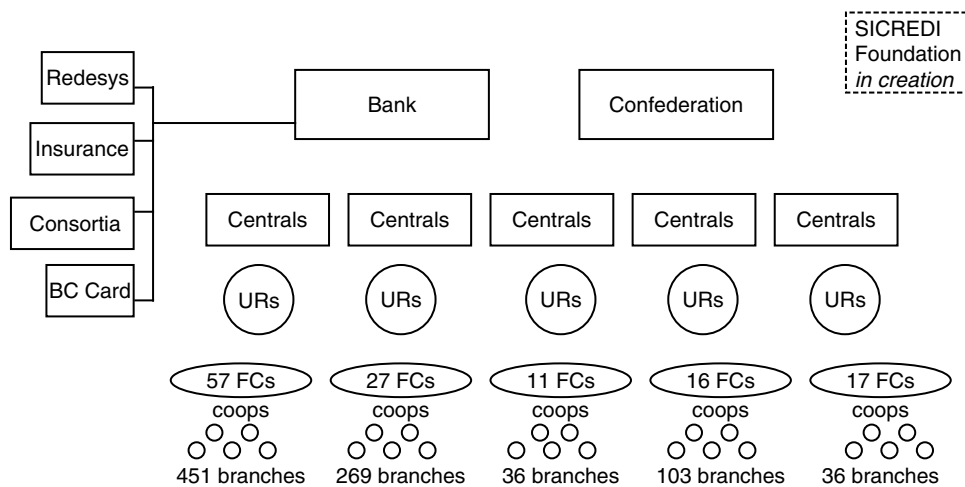 SICREDI
Foundation
in creation
Redesys
Bank
Confederation
Insurance
Consortia
Centrals
Centrals
Centrals
Centrals
Centrals
BC Card
URs
URs
URs
URs
URs
57 FCs
27 FCs
11 FCs
16 FCs
17 FCs
coops
coops
coops
coops
coops
451 branches
269 branches
36 branches
103 branches
36 branches